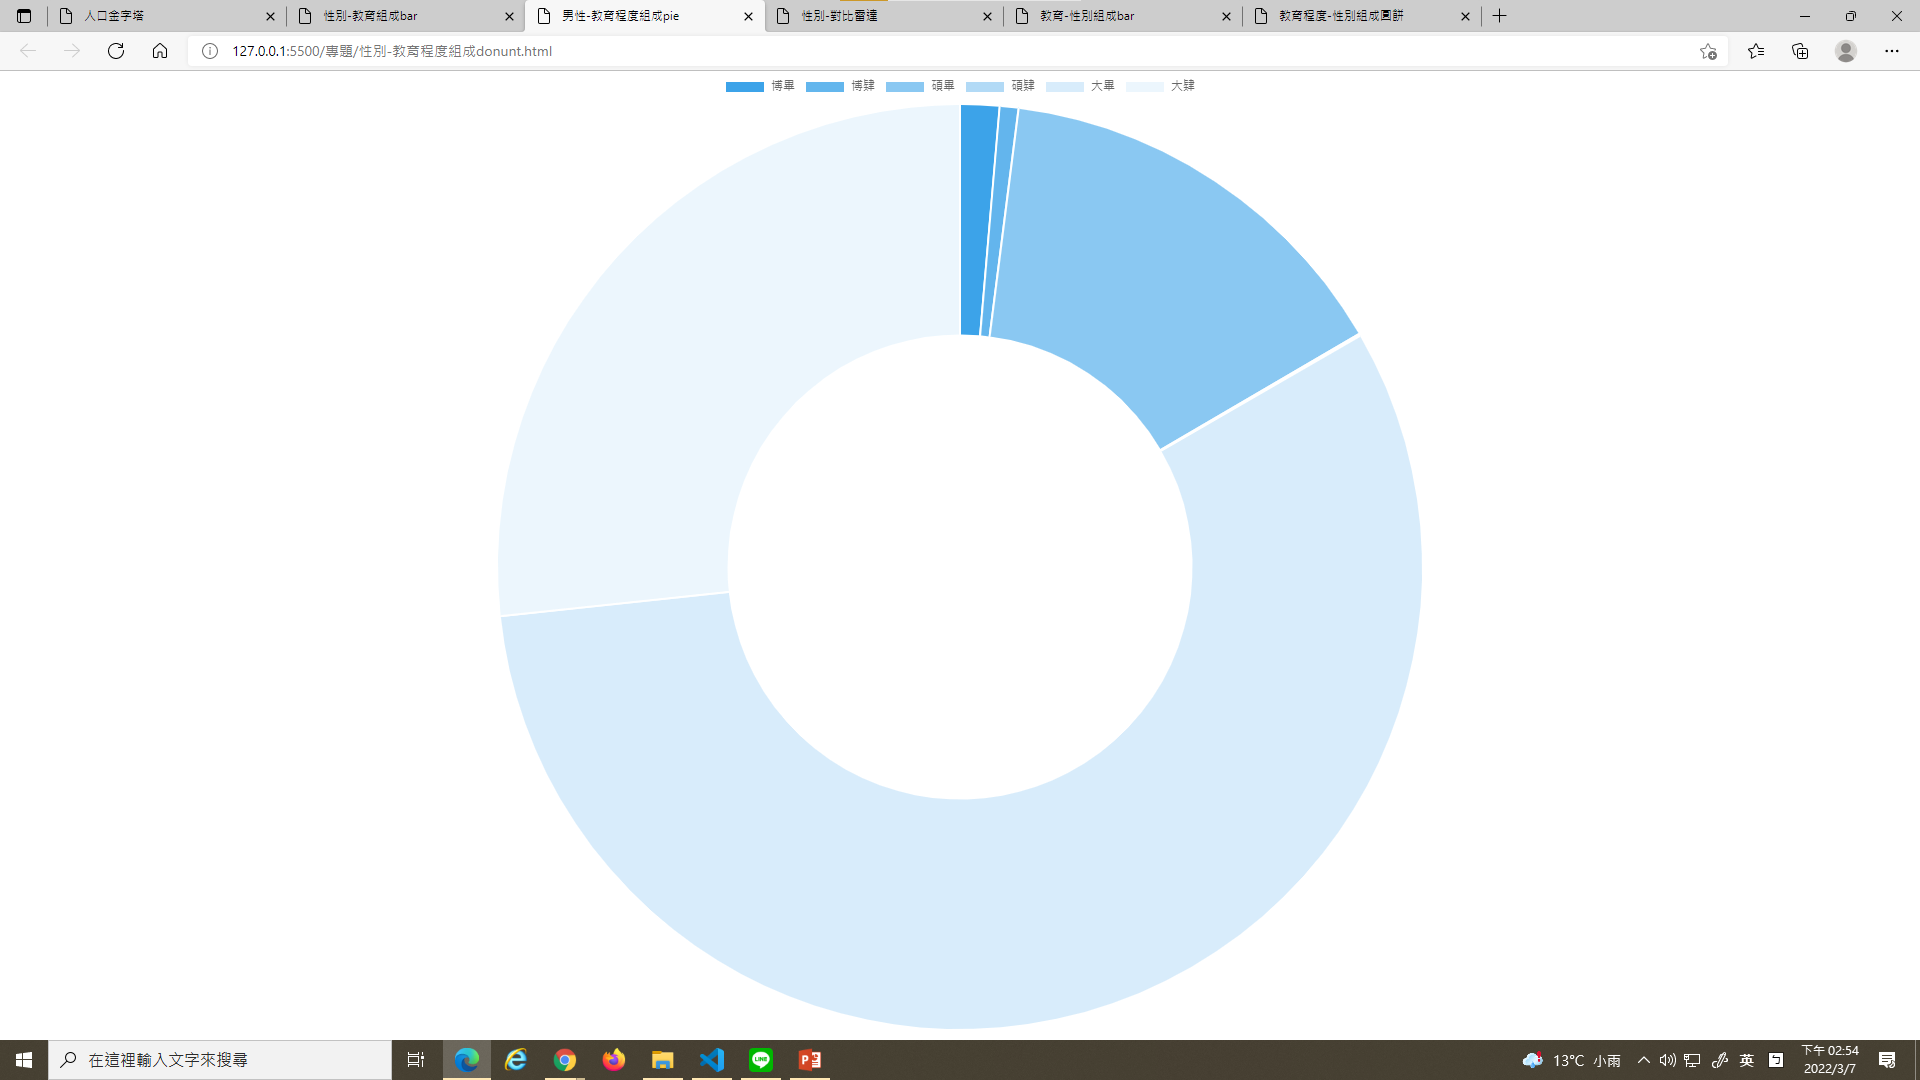 人口金字塔
性別-教育組成bar
男性-教育程度組成pie
性別-對比雷達
教育-性別組成bar
教育程度-性別組成圓餅
127.0.0.1:5500/專題/性別-教育程度組成donunt.html
博畢
博肄
碩畢
碩肄
大畢
大肄
在這裡輸入文字來搜尋
13°C 小雨
英
下午 02:54
2022/3/7